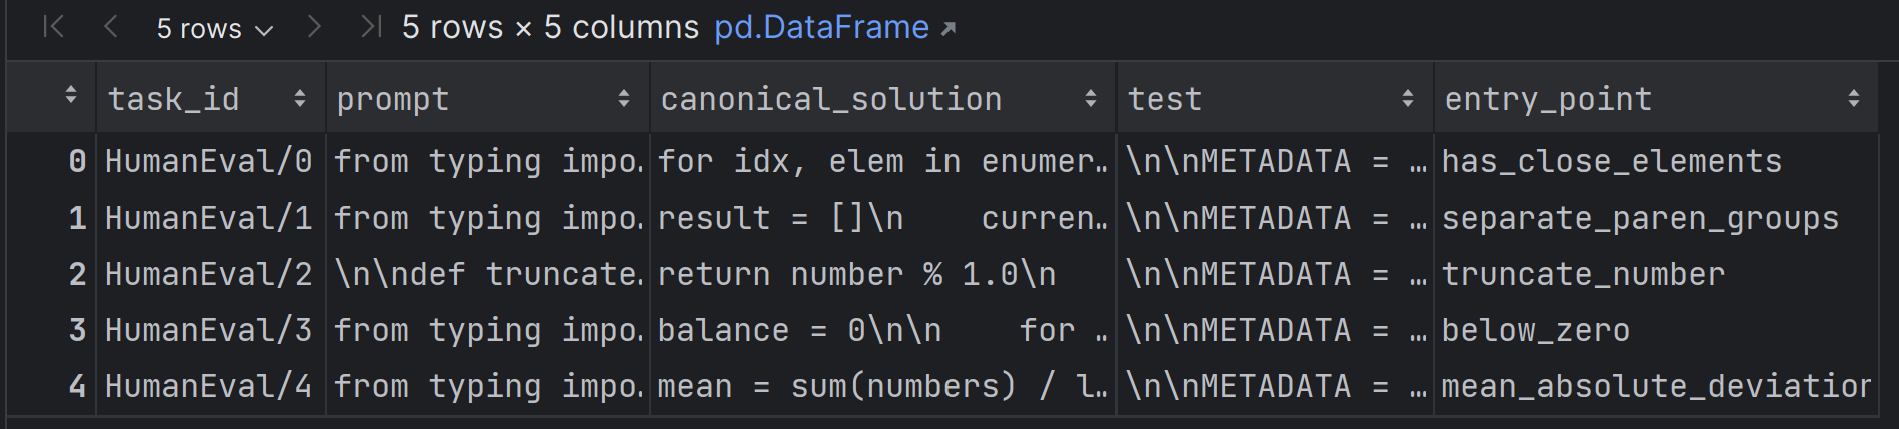 5 rows 5 rows × 5 columns pd.DataFrame
task_id prompt canonical_solution test entry_point
0 HumanEval/0 from typing impo… for idx, elem in enumer… \n\nMETADATA = … has_close_elements
1 HumanEval/1 from typing impo… result = []\n    curren… \n\nMETADATA = … separate_paren_groups
2 HumanEval/2 \n\ndef truncate… return number % 1.0\n \n\nMETADATA = … truncate_number
3 HumanEval/3 from typing impo… balance = 0\n\n    for … \n\nMETADATA = … below_zero
4 HumanEval/4 from typing impo… mean = sum(numbers) / l… \n\nMETADATA = … mean_absolute_deviation